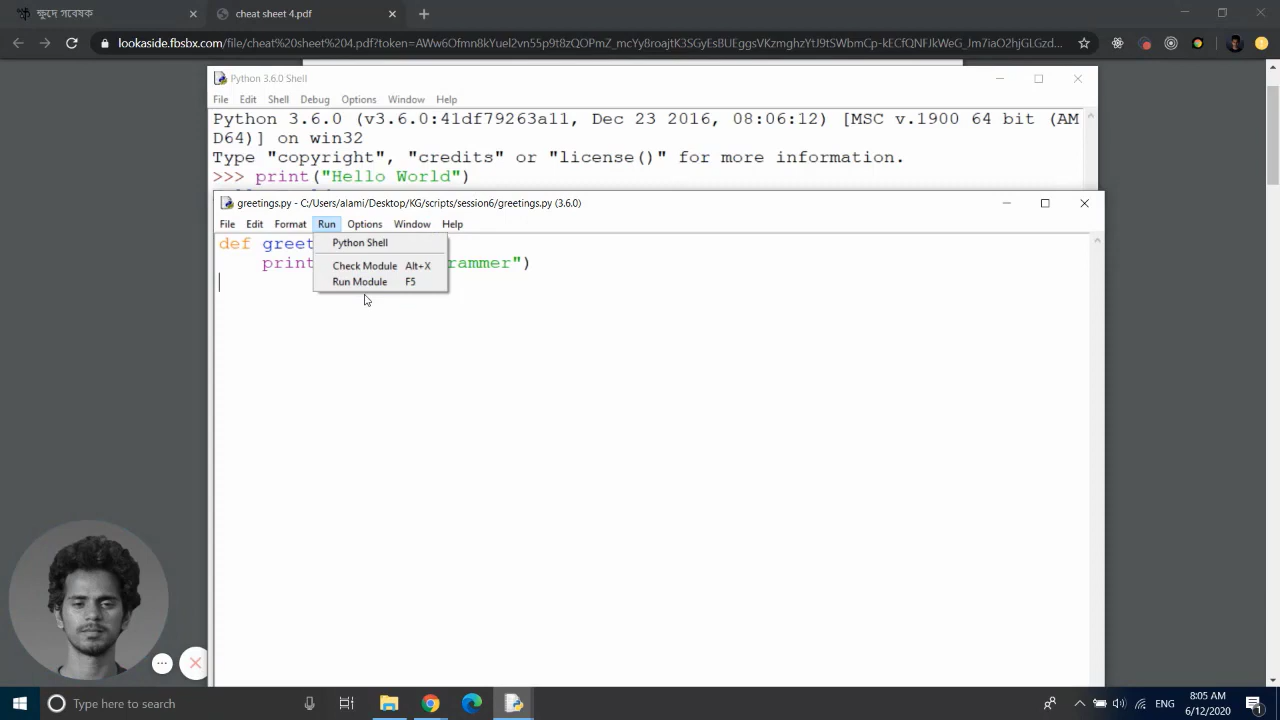 ক্ষুদে গবেষক
cheat sheet 4.pdf
lookaside.fbsbx.com/file/cheat%20sheet%204.pdf?token=AWw6Ofmn8kYuel2vn55p9t8zQOPmZ_mcYy8roajtK3SGyEsBUEggsVKzmghzYtJ9tSWbmCp-kECfQNFJkWeG_Jm7iaO2hjGLGzd...
Python 3.6.0 Shell
File Edit Shell Debug Options Window Help
Python 3.6.0 (v3.6.0:41df79263a11, Dec 23 2016, 08:06:12) [MSC v.1900 64 bit (AM
D64)] on win32
Type "copyright", "credits" or "license()" for more information.
>>> print("Hello World")
greetings.py - C:/Users/alami/Desktop/KG/scripts/session6/greetings.py (3.6.0)
File Edit Format Run Options Window Help
def greet
print
rammer")
Python Shell
Check Module Alt+X
Run Module F5
Type here to search
ENG
8:05 AM
6/12/2020
1